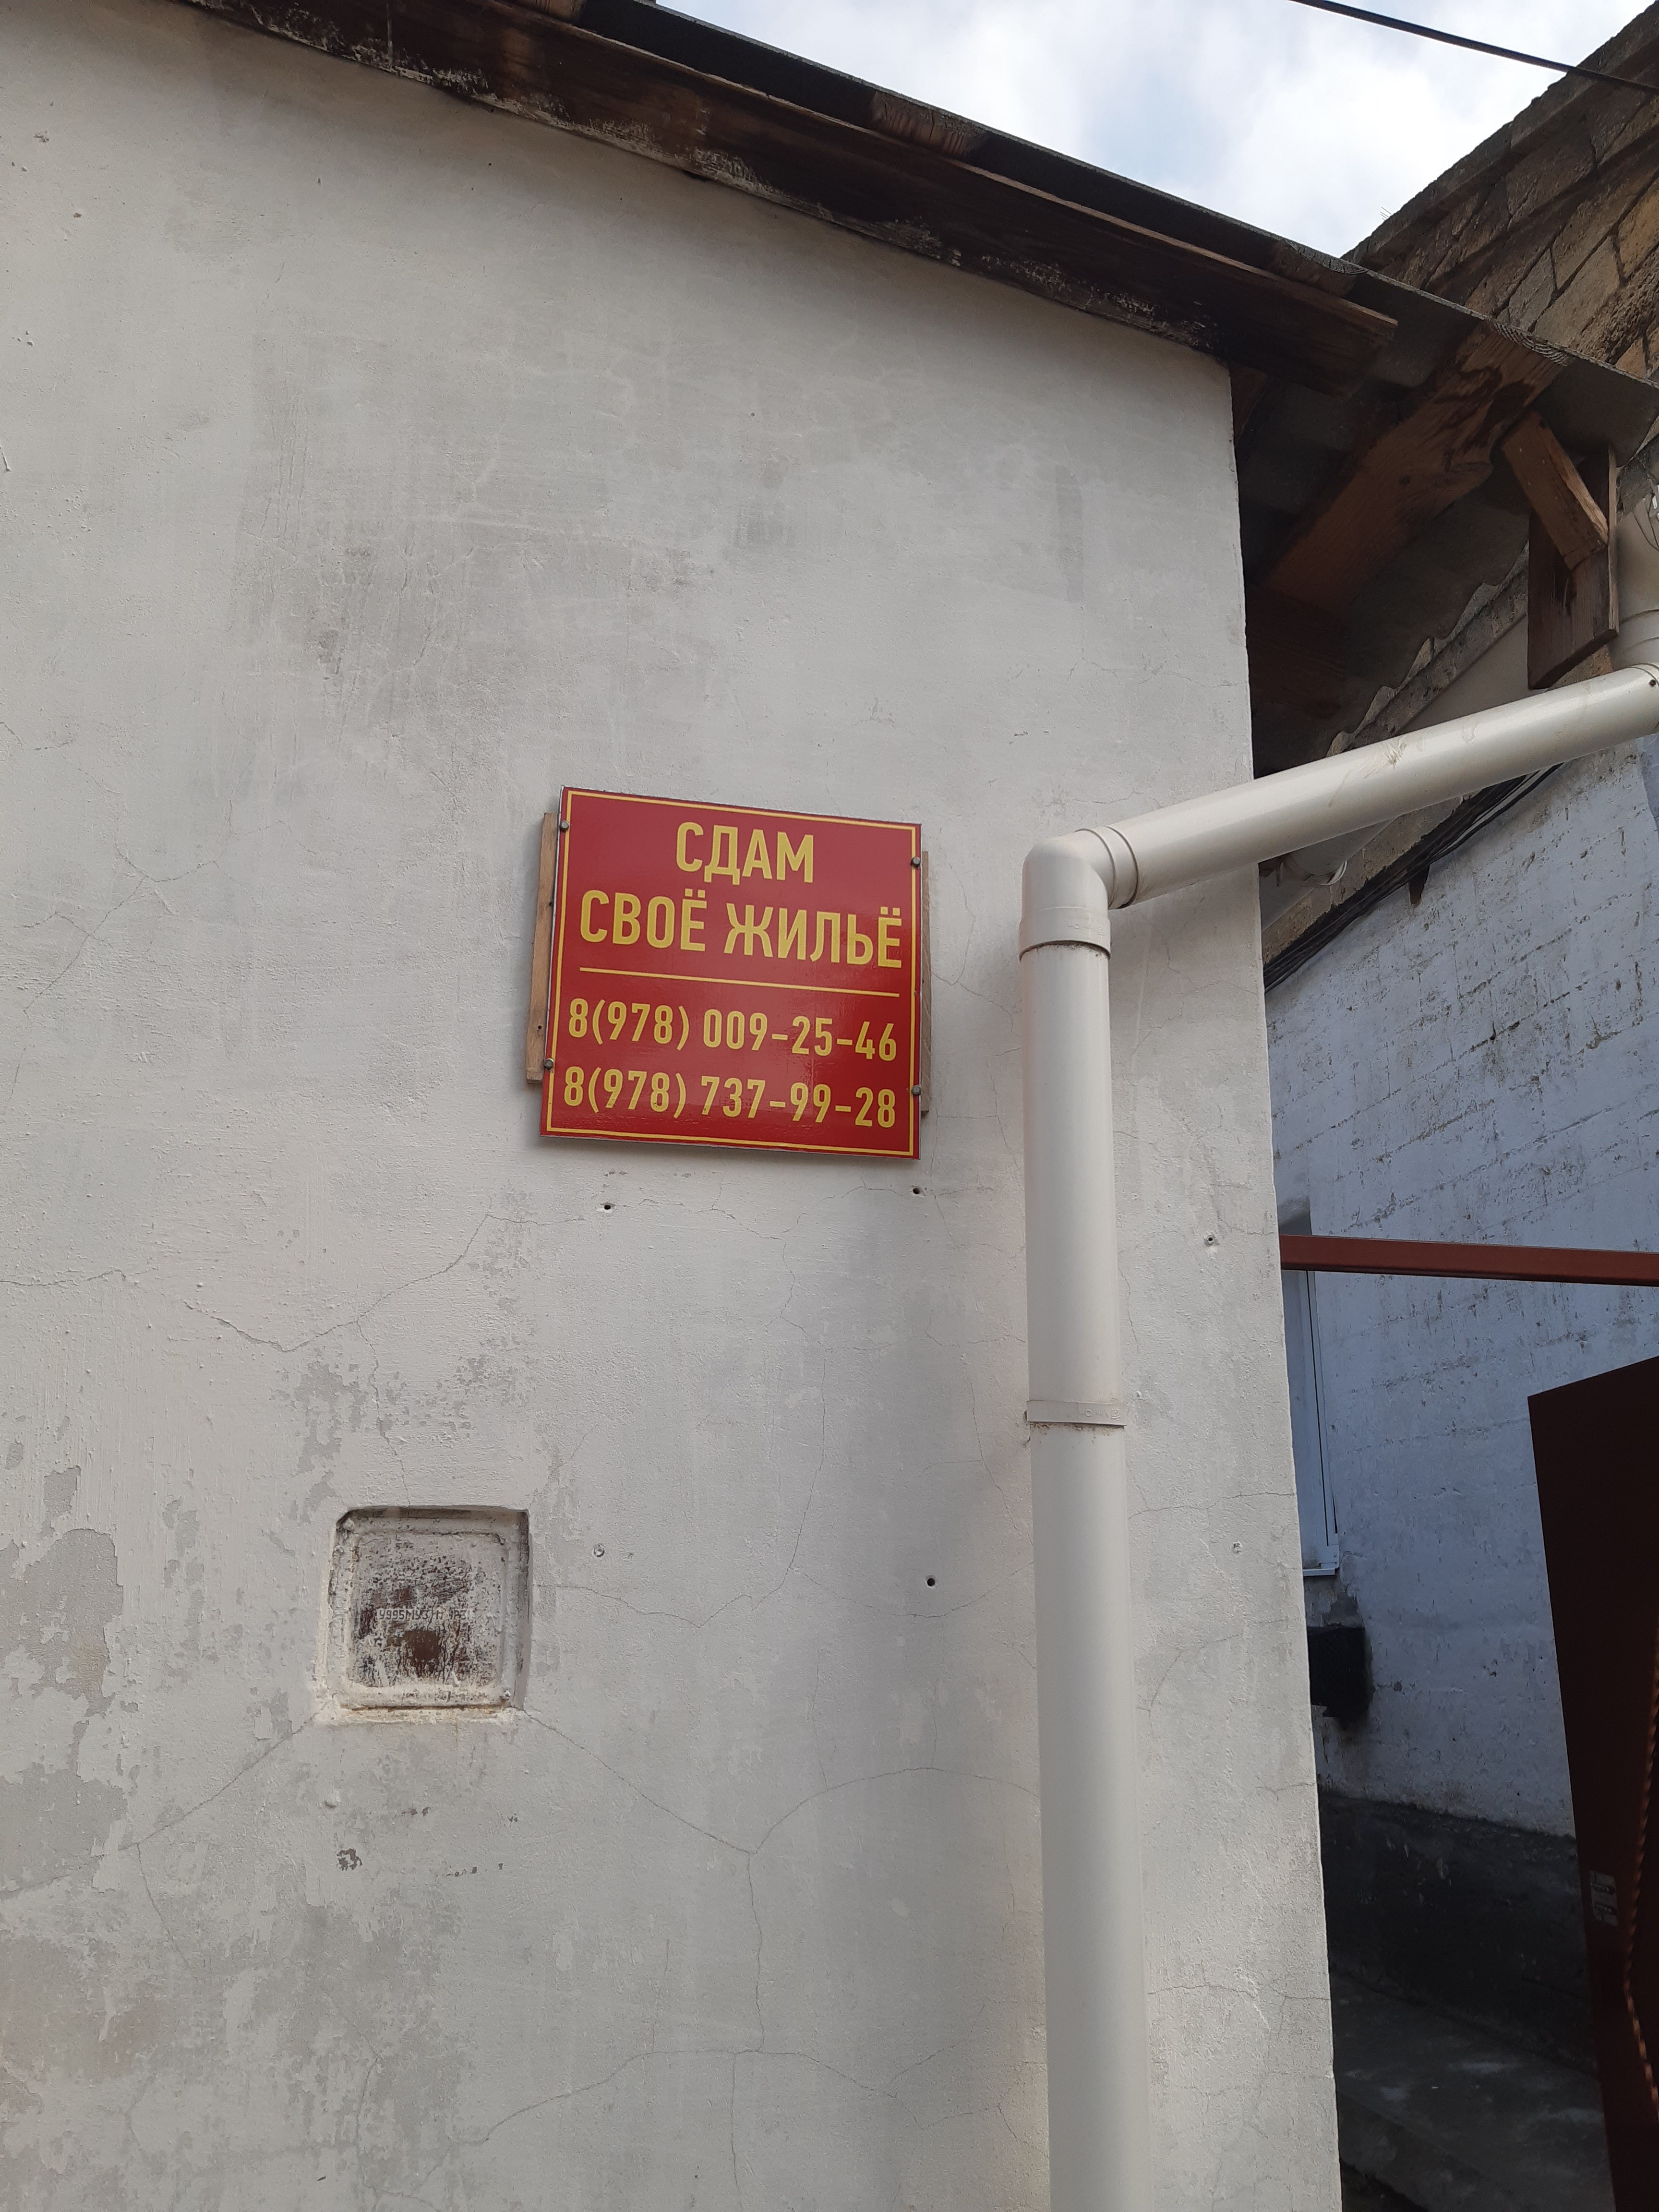 СДАМ
СВОЁ ЖИЛЬЁ
8(978) 009-25-46
8(978) 737-99-28